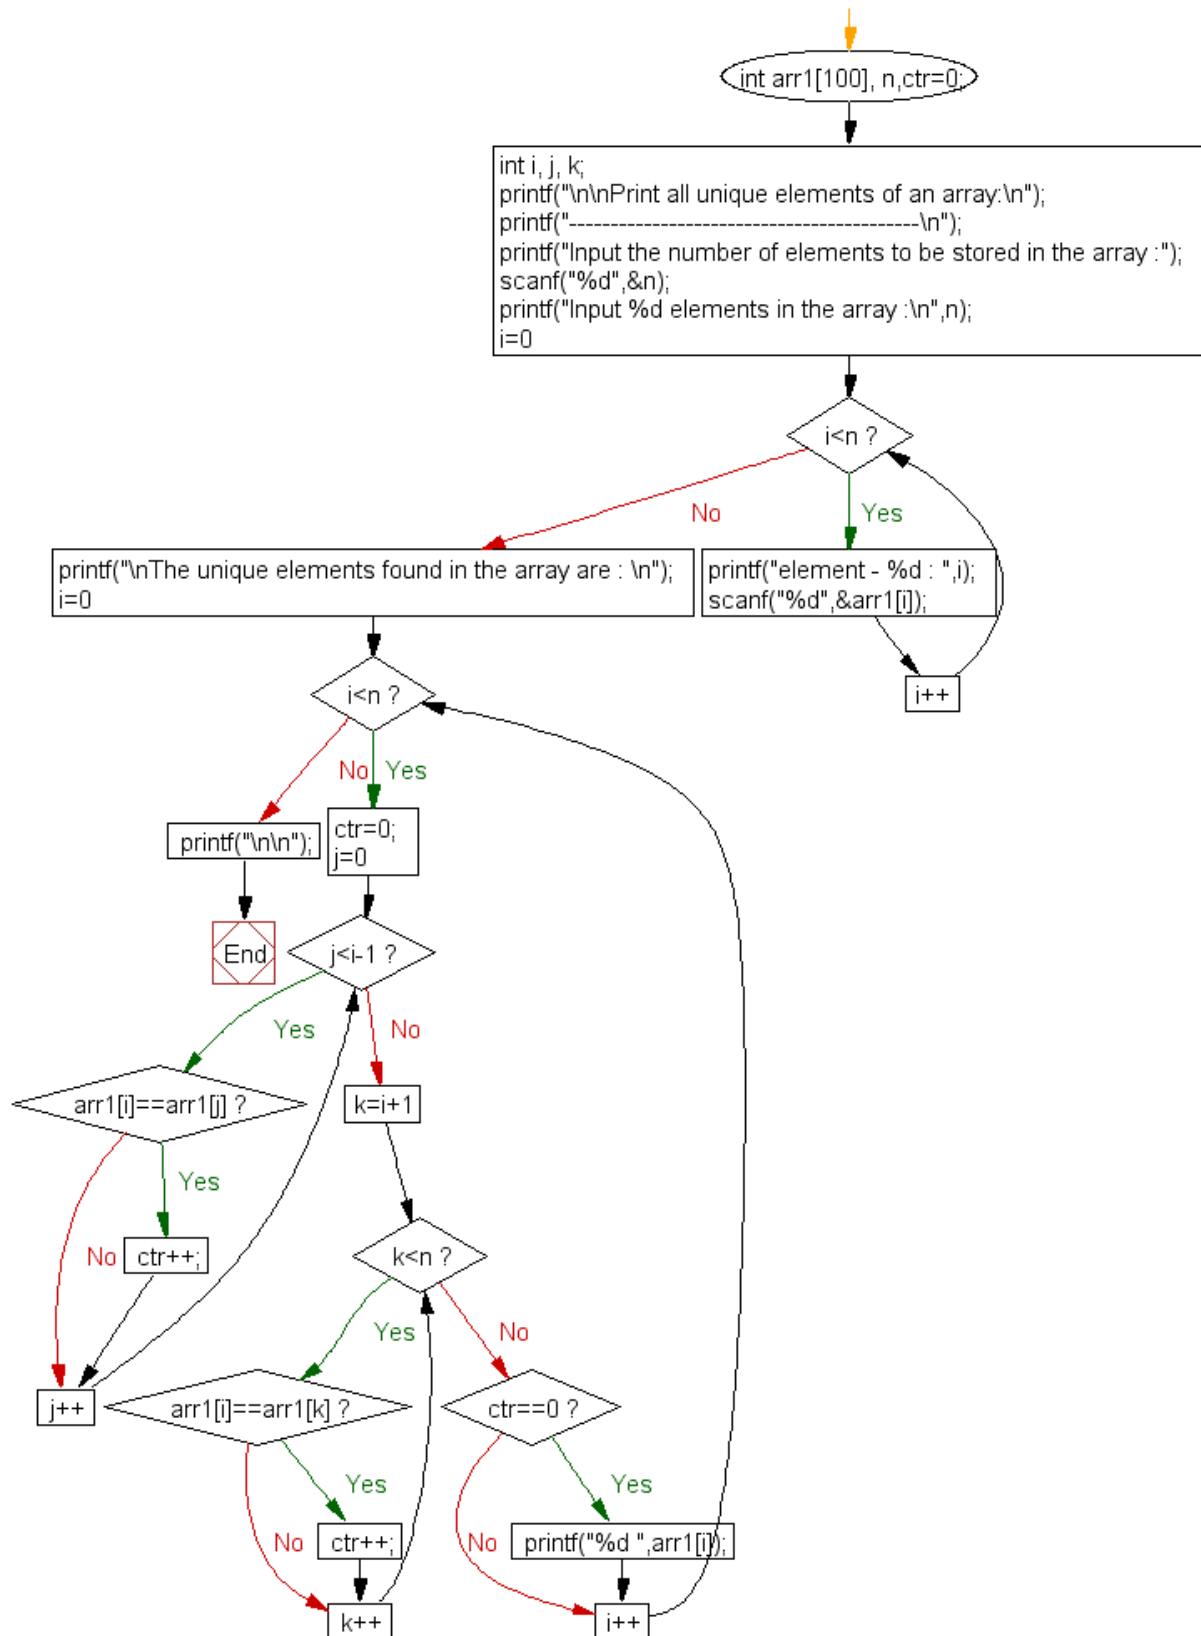 int arr1[100], n,ctr=0;
int i, j, k;
printf("\n\nPrint all unique elements of an array:\n");
printf("------------------------------------------\n");
printf("Input the number of elements to be stored in the array :");
scanf("%d",&n);
printf("Input %d elements in the array :\n",n);
i=0
i<n ?
No
Yes
printf("\nThe unique elements found in the array are : \n");
i=0
printf("element - %d : ",i);
scanf("%d",&arr1[i]);
i++
i<n ?
No
Yes
printf("\n\n");
ctr=0;
j=0
End
j<i-1 ?
Yes
No
arr1[i]==arr1[j] ?
k=i+1
Yes
No
ctr++;
k<n ?
Yes
No
j++
arr1[i]==arr1[k] ?
ctr==0 ?
Yes
Yes
No
ctr++;
No
printf("%d ",arr1[i]);
k++
i++